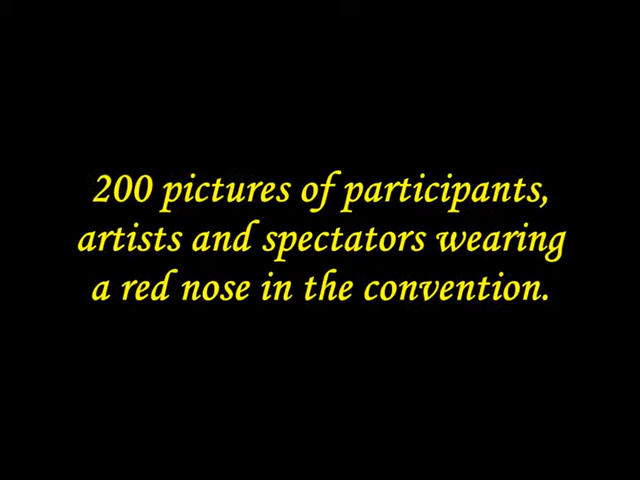 200 pictures of participants,
artists and spectators wearing
a red nose in the convention.